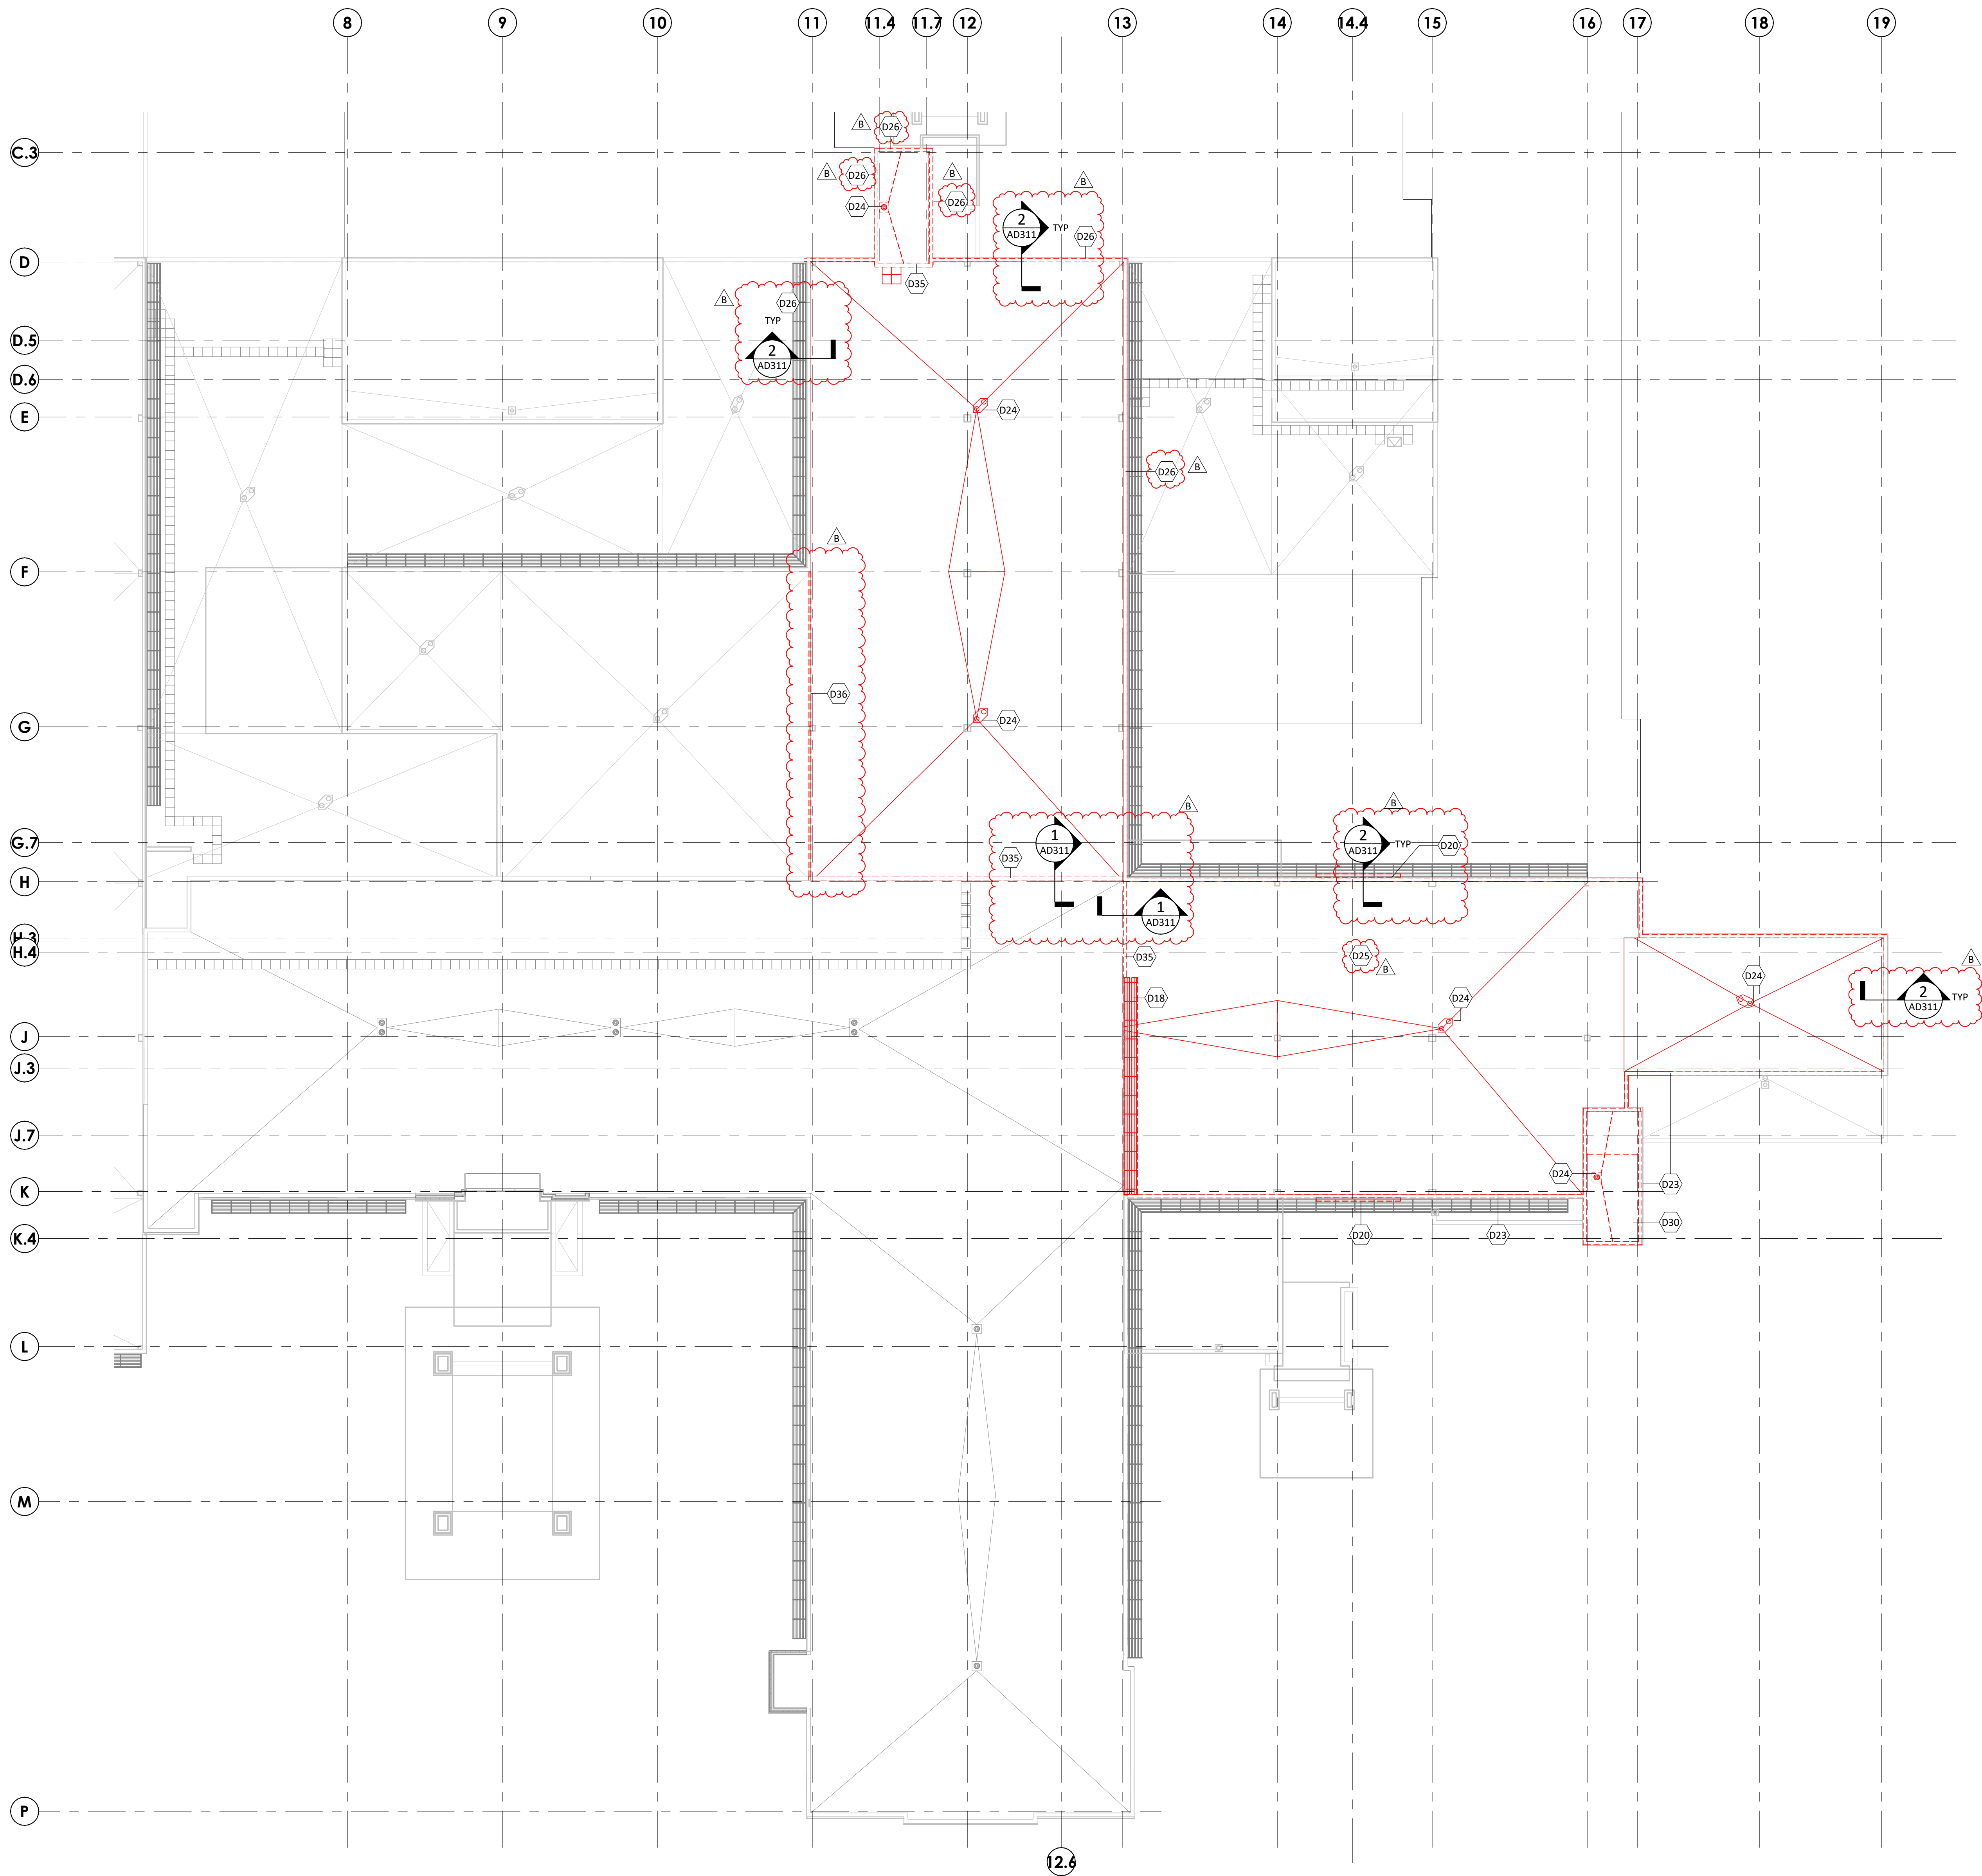 8 9 10 11 11.4 11.7 12 13 14 14.4 15 16 17 18 19
B D26
C.3
B D26 B
D26
D24
B
2
AD311
TYP
D26
D
D35
B D26
TYP
2
AD311
D.5
D.6
D24
E
D26 B
B
F
D36
D24
G
B
B
1
AD311
2
AD311
TYP
D20
G.7
D35
H
1
AD311
H.3
H.4
D35
D25
B
B
D24
D18
D24
2
AD311
TYP
J
J.3
J.7
D24
D23
K
D30
D20
D23
K.4
L
M
P
12.6